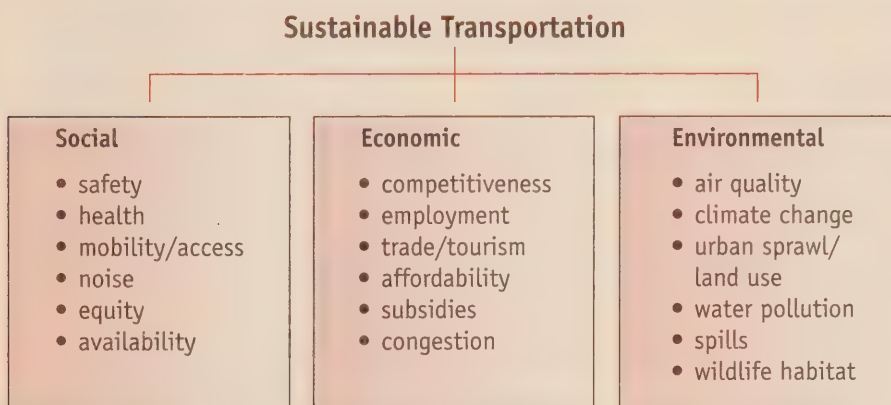 Sustainable Transportation
Social
• safety
• health
• mobility/access
• noise
• equity
• availability
Economic
• competitiveness
• employment
• trade/tourism
• affordability
• subsidies
• congestion
Environmental
• air quality
• climate change
• urban sprawl/
land use
• water pollution
• spills
• wildlife habitat